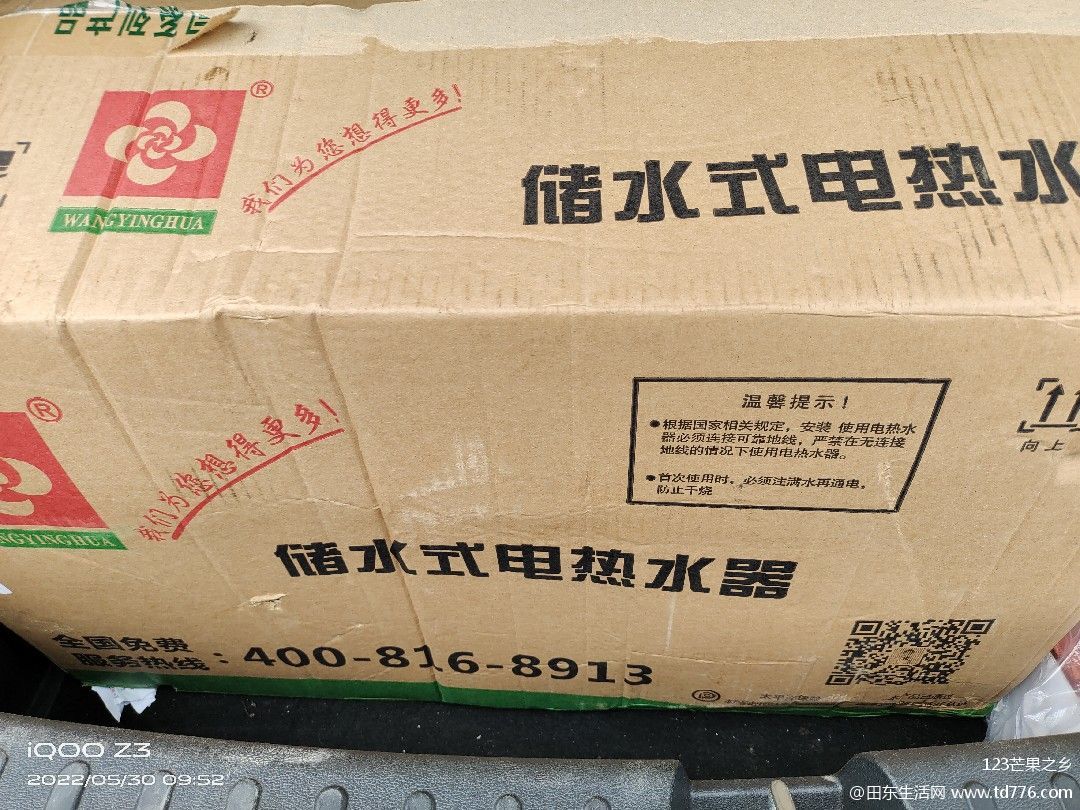 系列产品
®
WANGYINGHUA
我们为您想得更多!
储水式电热水
®
我们为您想得更多!
温馨提示!
●根据国家相关规定,安装 使用电热水
器必须连接可靠地线,严禁在无连接
地线的情况下使用电热水器。
●首次使用时,必须注满水再通电,
防止干烧
向上
NGYINGHUA
储水式电热水器
全国免费
服务热线:400-816-8913
iQOO Z3
2022/05/30 09:52
123芒果之乡
@田东生活网 www.td776.com